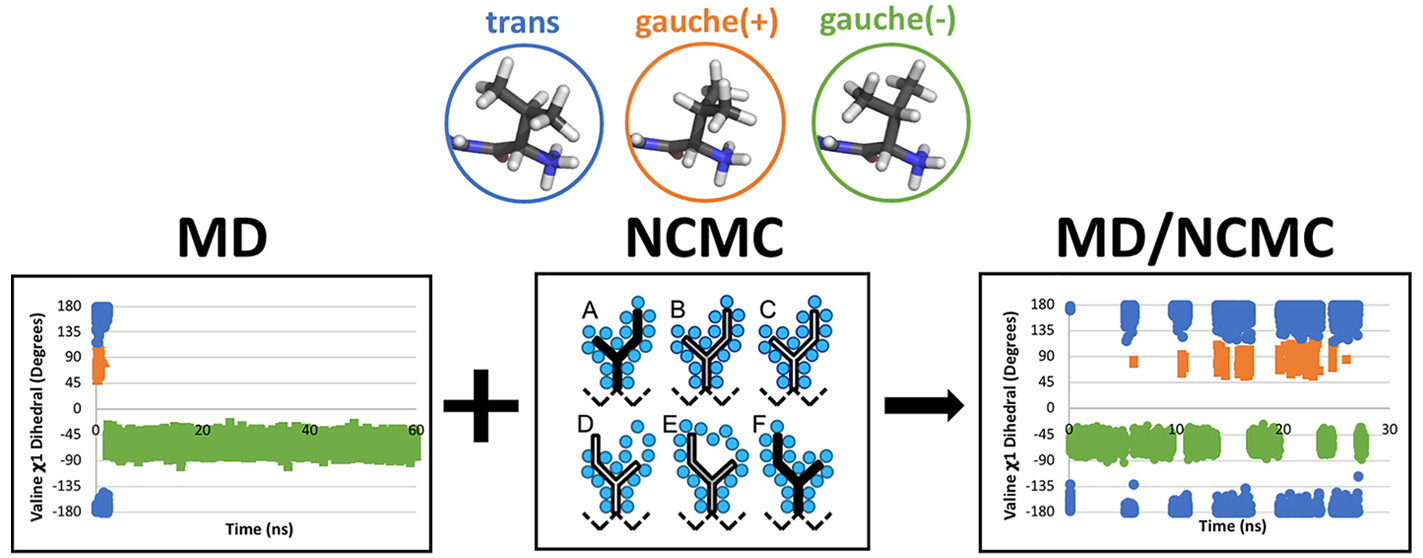 trans gauche(+) gauche(-)
MD NCMC MD/NCMC
Valine χ1 Dihedral (Degrees)
180
135
90
45
0
-45
-90
-135
-180
0 20 40 60
Time (ns)
A B C
D E F
Valine χ1 Dihedral (Degrees)
180
135
90
45
0
-45
-90
-135
-180
0 10 20 30
Time (ns)